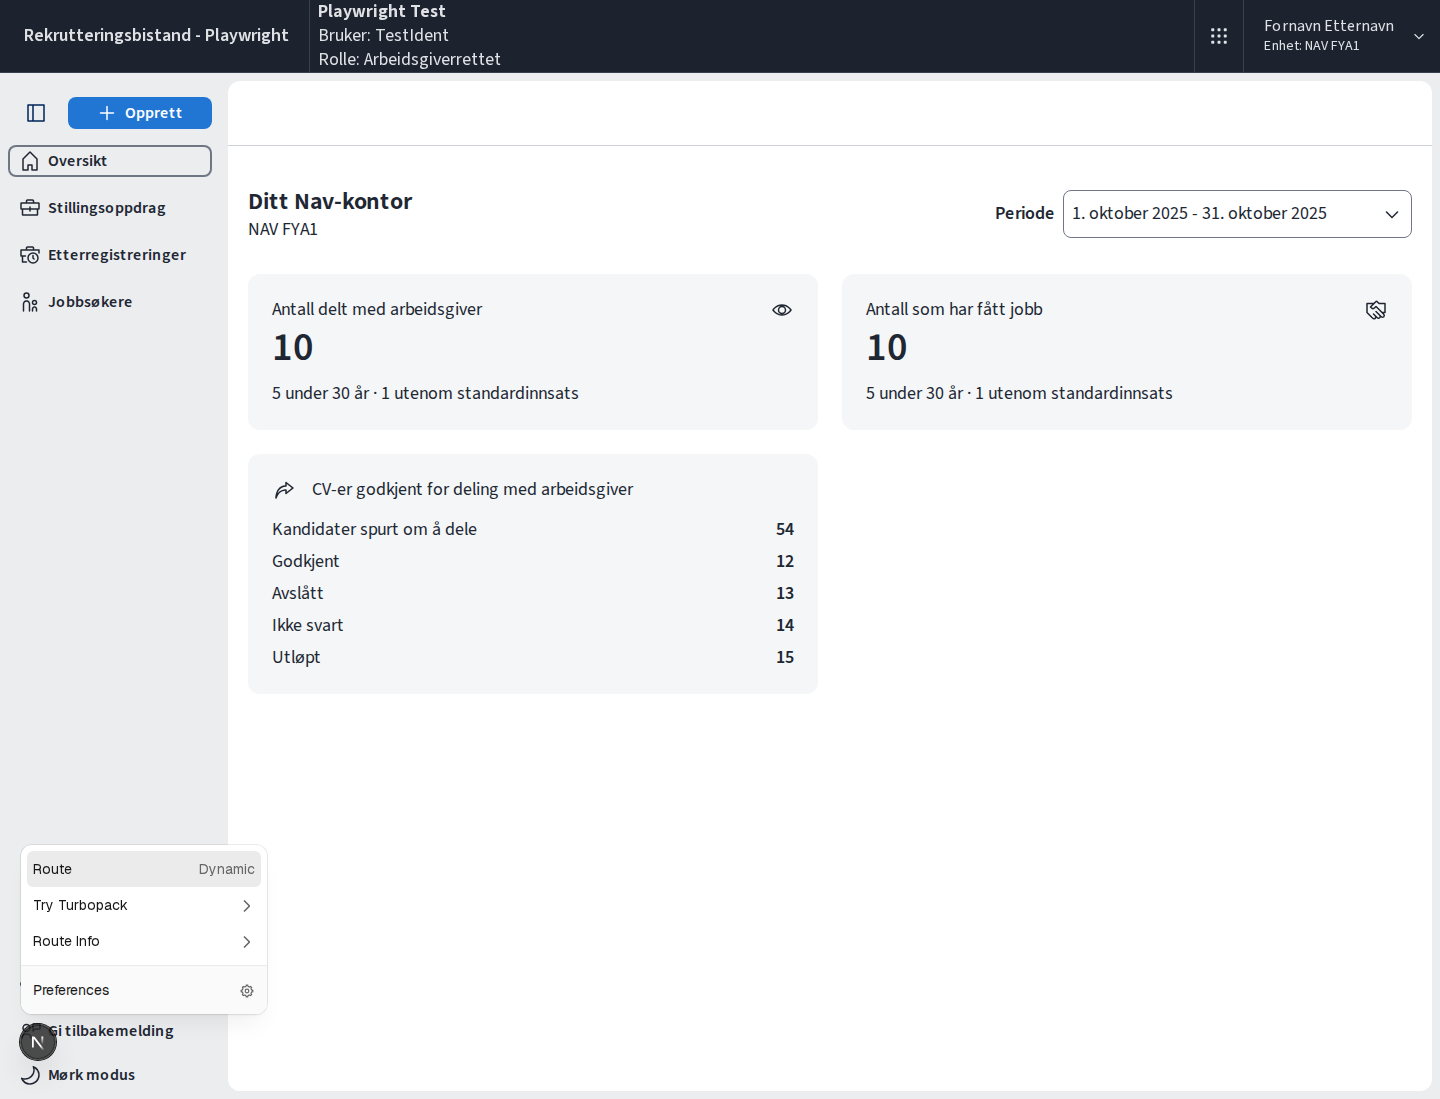 Rekrutteringsbistand - Playwright
Playwright Test
Bruker: TestIdent
Rolle: Arbeidsgiverrettet
Fornavn Etternavn
Enhet: NAV FYA1
Opprett
Oversikt
Stillingsoppdrag
Etterregistreringer
Jobbsøkere
Ditt Nav-kontor
NAV FYA1
Periode
1. oktober 2025 - 31. oktober 2025
Antall delt med arbeidsgiver
10
5 under 30 år · 1 utenom standardinnsats
Antall som har fått jobb
10
5 under 30 år · 1 utenom standardinnsats
CV-er godkjent for deling med arbeidsgiver
Kandidater spurt om å dele 54
Godkjent 12
Avslått 13
Ikke svart 14
Utløpt 15
Route Dynamic
Try Turbopack
Route Info
Preferences
Gi tilbakemelding
N
Mørk modus